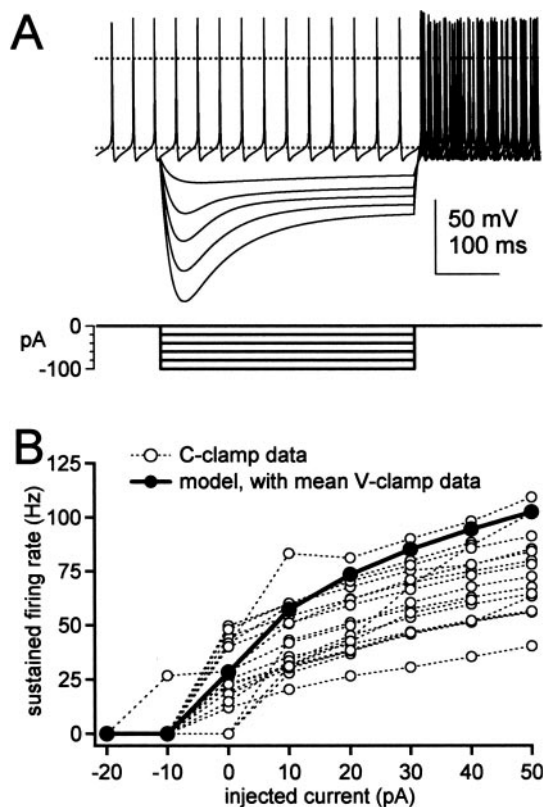 A
50 mV
100 ms
0
pA
-100
B
C-clamp data
model, with mean V-clamp data
sustained firing rate (Hz)
125
100
75
50
25
0
-20 -10 0 10 20 30 40 50
injected current (pA)